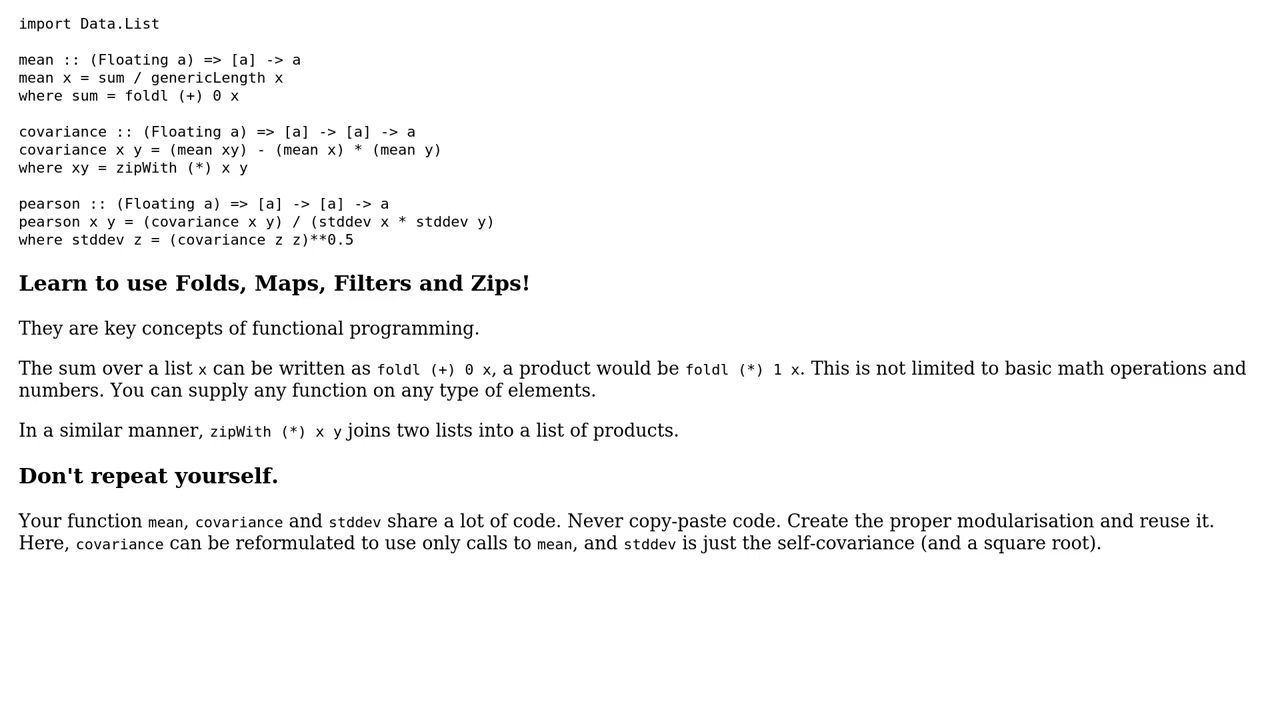 import Data.List
mean :: (Floating a) => [a] -> a
mean x = sum / genericLength x
where sum = foldl (+) 0 x
covariance :: (Floating a) => [a] -> [a] -> a
covariance x y = (mean xy) - (mean x) * (mean y)
where xy = zipWith (*) x y
pearson :: (Floating a) => [a] -> [a] -> a
pearson x y = (covariance x y) / (stddev x * stddev y)
where stddev z = (covariance z z)**0.5
Learn to use Folds, Maps, Filters and Zips!
They are key concepts of functional programming.
The sum over a list x can be written as foldl (+) 0 x, a product would be foldl (*) 1 x. This is not limited to basic math operations and
numbers. You can supply any function on any type of elements.
In a similar manner, zipWith (*) x y joins two lists into a list of products.
Don't repeat yourself.
Your function mean, covariance and stddev share a lot of code. Never copy-paste code. Create the proper modularisation and reuse it.
Here, covariance can be reformulated to use only calls to mean, and stddev is just the self-covariance (and a square root).